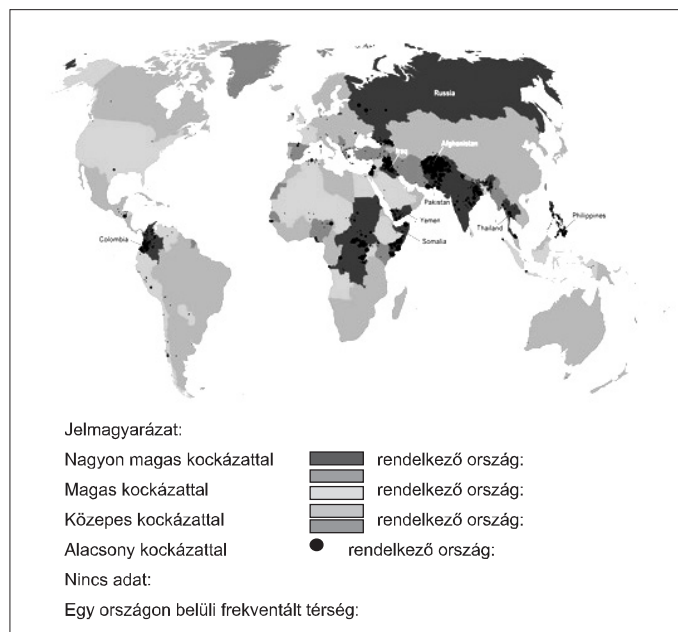 Russia
Afghanistan
Iraq
Pakistan
Yemen
Philippines
Thailand
Somalia
Colombia
Jelmagyarázat:
Nagyon magas kockázattal rendelkező ország:
Magas kockázattal rendelkező ország:
Közepes kockázattal rendelkező ország:
Alacsony kockázattal rendelkező ország:
Nincs adat:
Egy országon belüli frekventált térség: